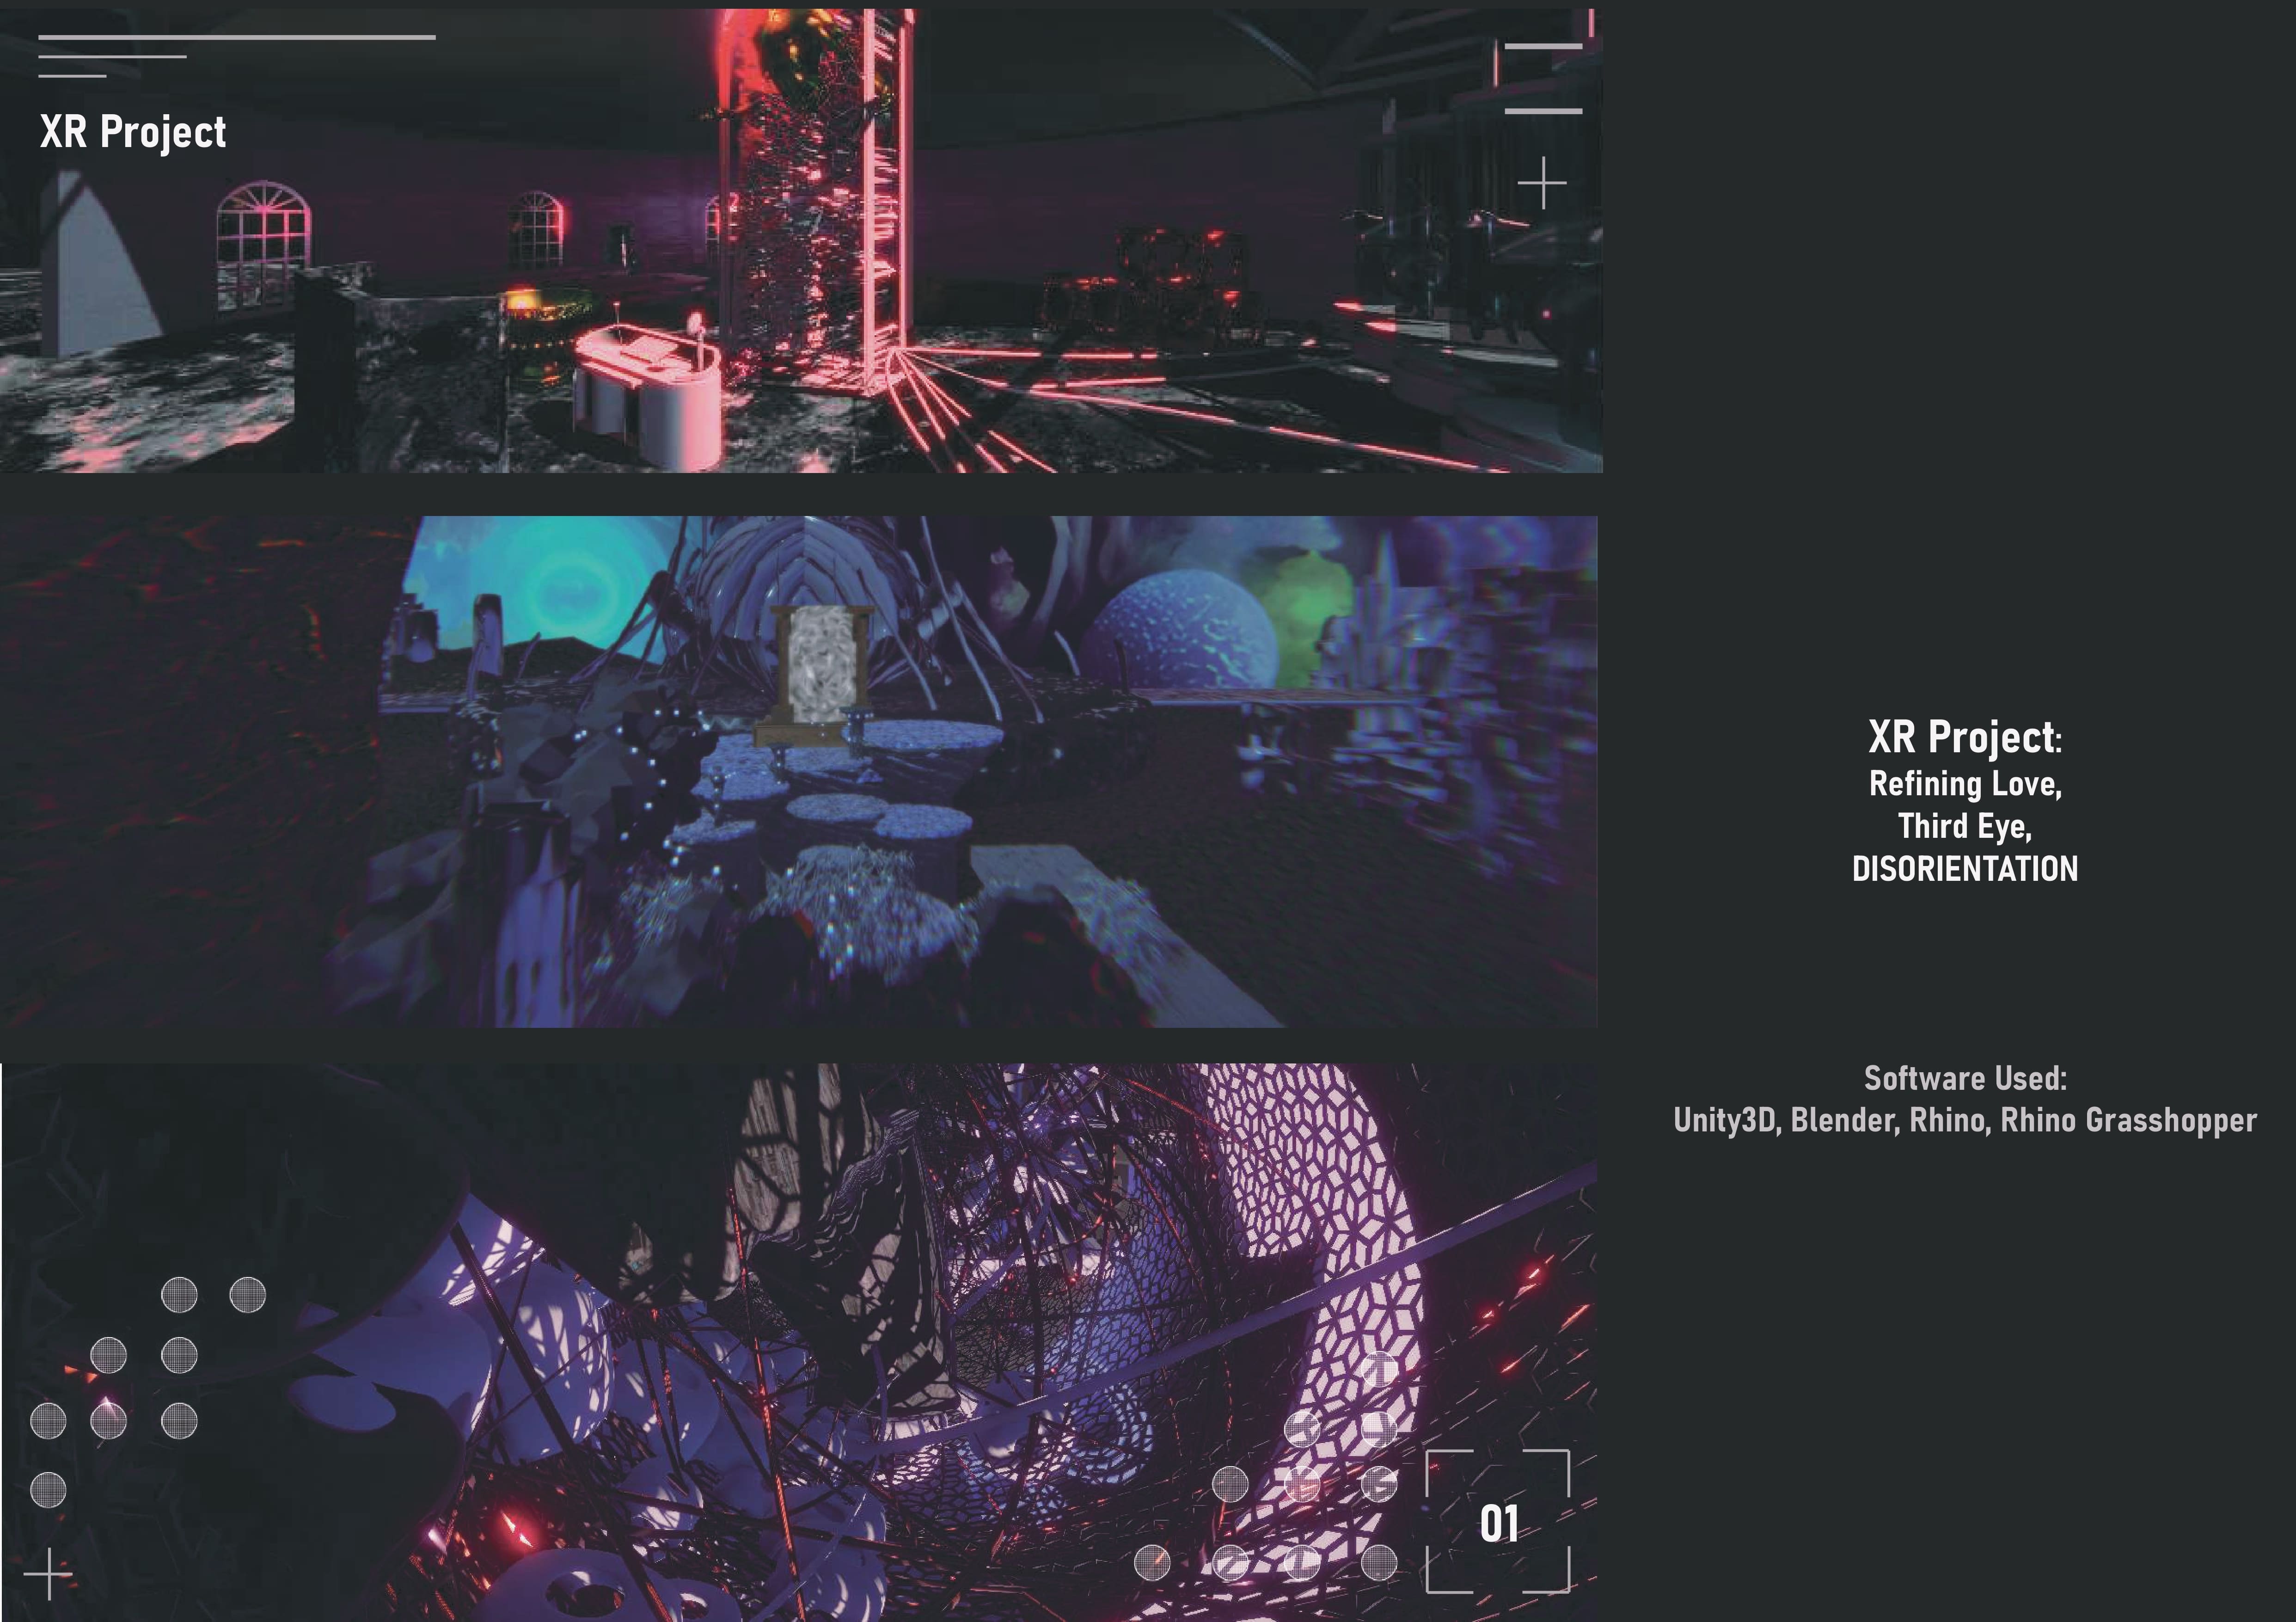 XR Project
XR Project:
Refining Love,
Third Eye,
DISORIENTATION
Software Used:
Unity3D, Blender, Rhino, Rhino Grasshopper
01